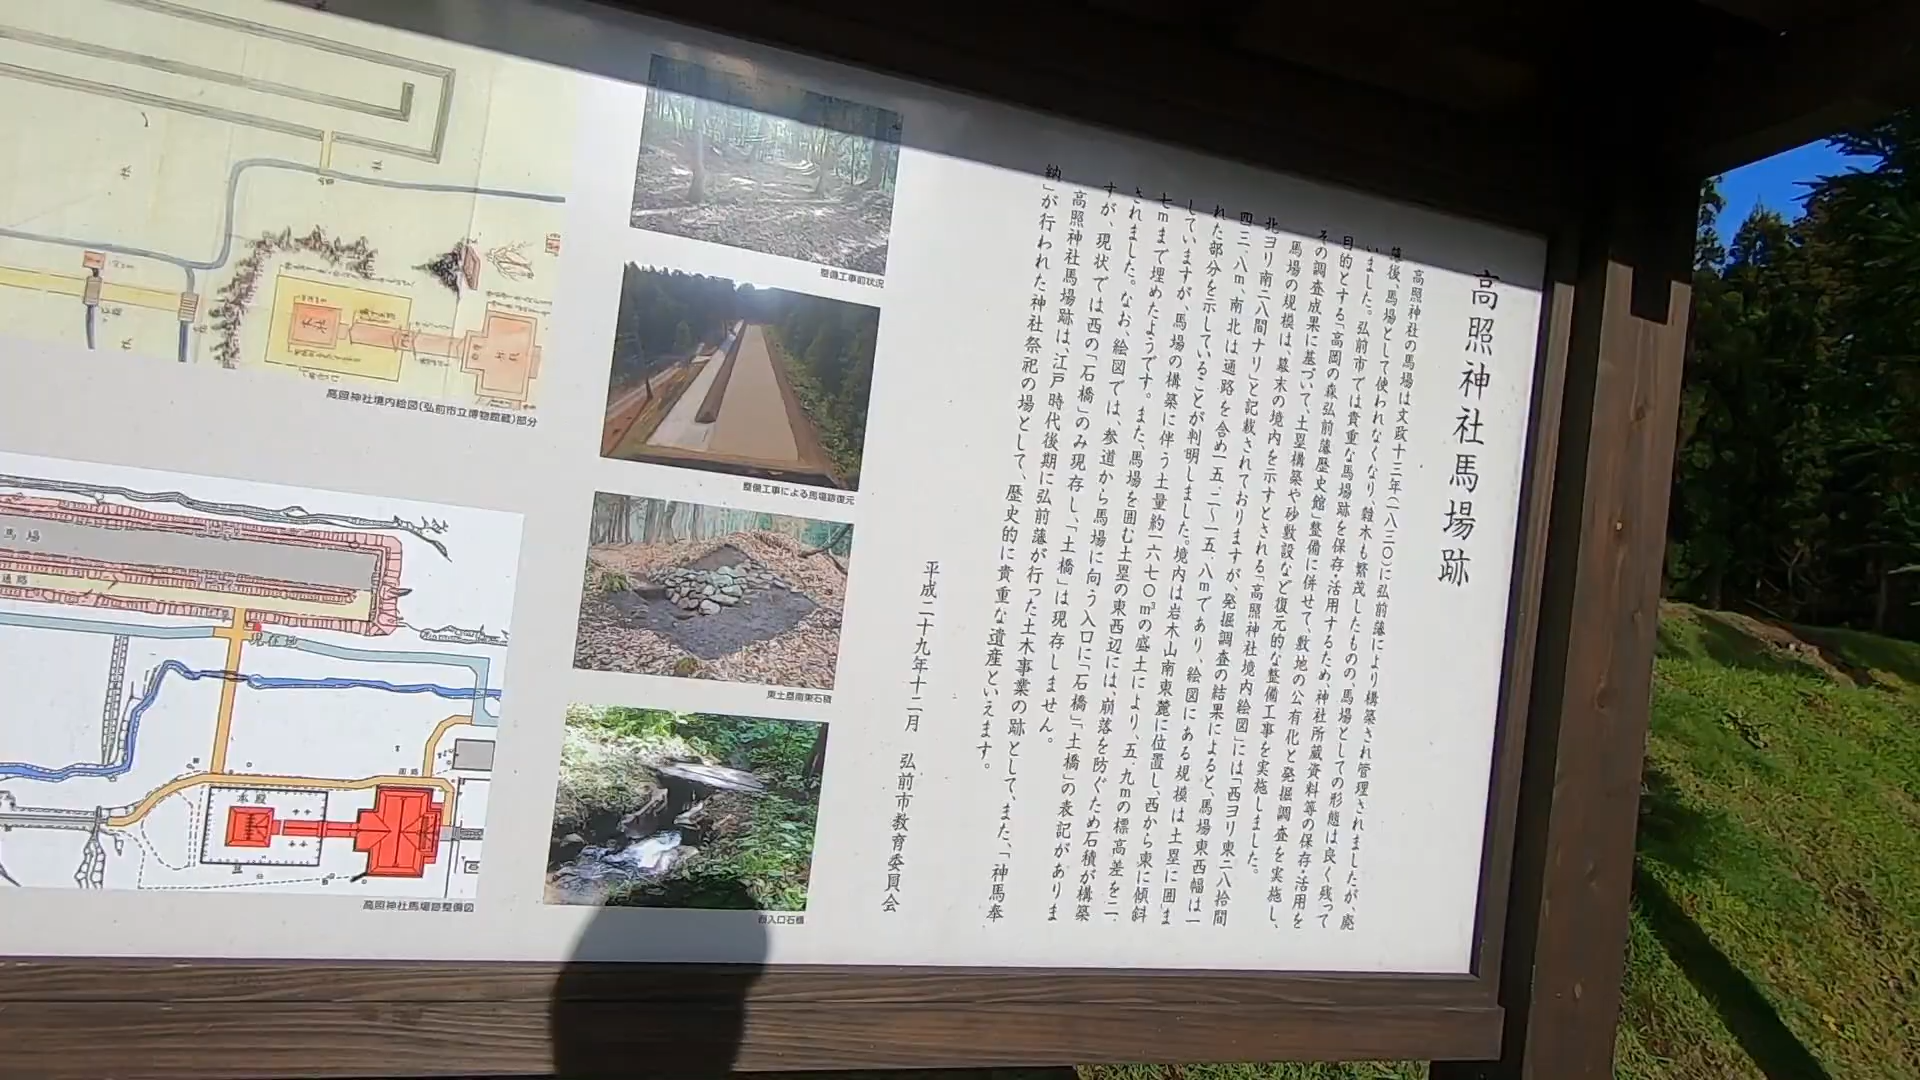 高照神社馬場跡
高照神社の馬場は文政十三年(一八三〇)に弘前藩により構築され管理されましたが、廃
藩後、馬場として使われなくなり、雑木も繁茂したものの、馬場としての形態は良く残って
いました。弘前市では貴重な馬場跡を保存・活用するため、神社所蔵資料等の保存・活用を
目的とする「高岡の森弘前藩歴史館」整備に併せて、敷地の公有化と発掘調査を実施し、
その調査成果に基づいて、土塁構築や砂敷設など復元的な整備工事を実施しました。
馬場の規模は、幕末の境内を示すとされる「高照神社境内絵図」には「西ヨリ東二八拾間
北ヨリ南二八間ナリ」と記載されておりますが、発掘調査の結果によると、馬場東西幅は一
四三.八m、南北は通路を含め一五.二〜一五.八mであり、絵図にある規模は土塁に囲ま
れた部分を示していることが判明しました。境内は岩木山南東麓に位置し、西から東に傾斜
していますが、馬場の構築に伴う土量約一六七〇m³の盛土により、五.九mの標高差を二.
七mまで埋めたようです。また、馬場を囲む土塁の東西辺には、崩落を防ぐため石積が構築
されました。なお、絵図では、参道から馬場に向う入口に「石橋」「土橋」の表記がありま
すが、現状では西の「石橋」のみ現存し、「土橋」は現存しません。
高照神社馬場跡は、江戸時代後期に弘前藩が行った土木事業の跡として、また、「神馬奉
納」が行われた神社祭祀の場として、歴史的に貴重な遺産といえます。
平成二十九年十二月 弘前市教育委員会
整備工事前状況
整備工事による馬場跡復元
東土塁南東石積
西入口石橋
高照神社境内絵図(弘前市立博物館蔵)部分
本社
馬場
通路
現在地
本殿
高照神社馬場跡整備図